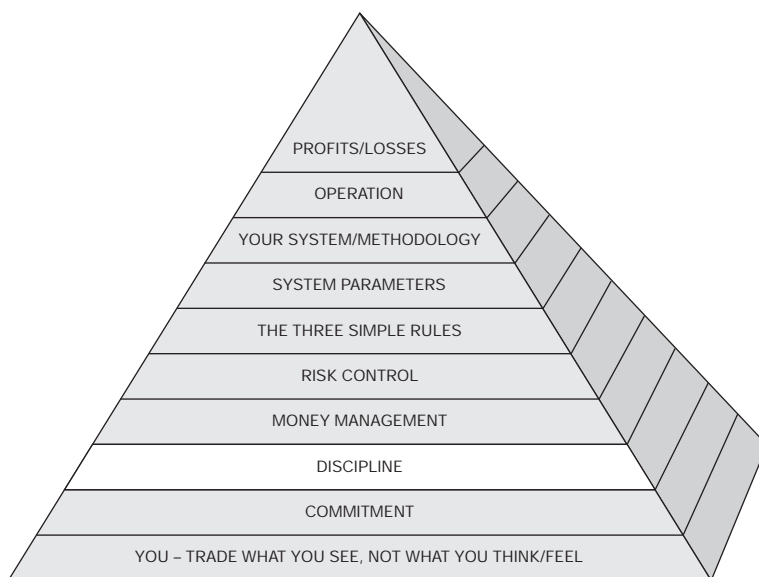 PROFITS/LOSSES
OPERATION
YOUR SYSTEM/METHODOLOGY
SYSTEM PARAMETERS
THE THREE SIMPLE RULES
RISK CONTROL
MONEY MANAGEMENT
DISCIPLINE
COMMITMENT
YOU – TRADE WHAT YOU SEE, NOT WHAT YOU THINK/FEEL